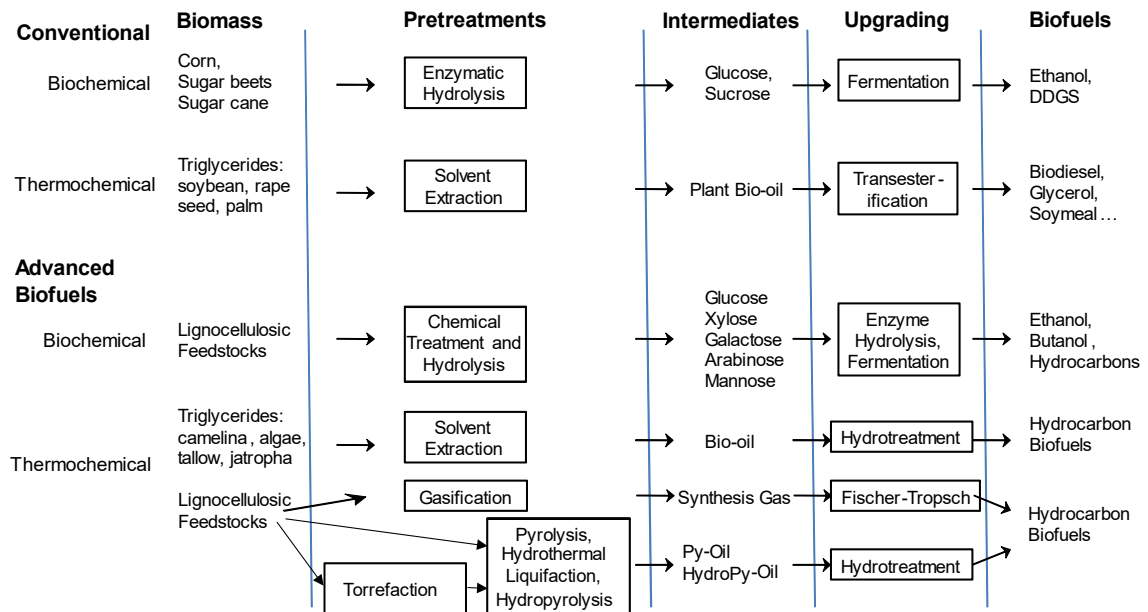 Conventional
Biomass
Pretreatments
Intermediates
Upgrading
Biofuels
Biochemical
Corn,
Sugar beets
Sugar cane
Enzymatic
Hydrolysis
Glucose,
Sucrose
Fermentation
Ethanol,
DDGS
Thermochemical
Triglycerides:
soybean, rape
seed, palm
Solvent
Extraction
Plant Bio-oil
Transester-
ification
Biodiesel,
Glycerol,
Soymeal…
Advanced
Biofuels
Biochemical
Lignocellulosic
Feedstocks
Chemical
Treatment and
Hydrolysis
Glucose
Xylose
Galactose
Arabinose
Mannose
Enzyme
Hydrolysis,
Fermentation
Ethanol,
Butanol,
Hydrocarbons
Thermochemical
Triglycerides:
camelina, algae,
tallow, jatropha
Solvent
Extraction
Bio-oil
Hydrotreatment
Hydrocarbon
Biofuels
Lignocellulosic
Feedstocks
Gasification
Synthesis Gas
Fischer-Tropsch
Hydrocarbon
Biofuels
Torrefaction
Pyrolysis,
Hydrothermal
Liquifaction,
Hydropyrolysis
Py-Oil
HydroPy-Oil
Hydrotreatment